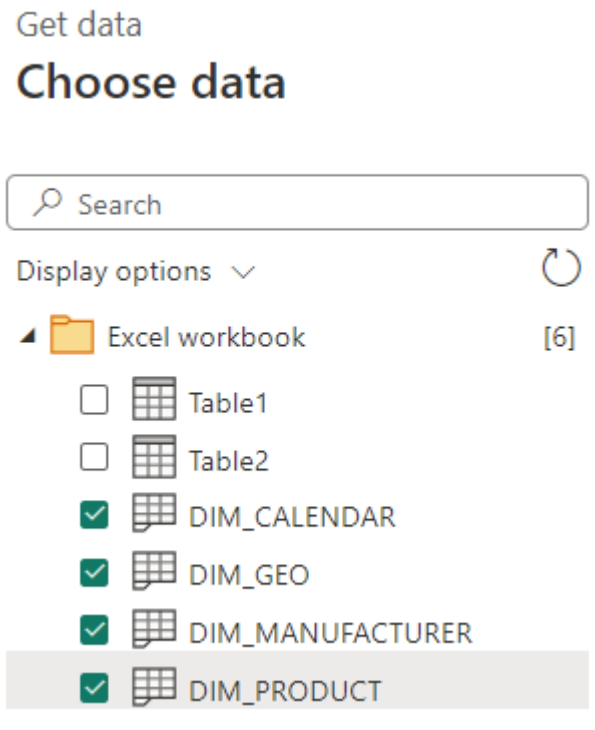 Get data
Choose data
Search
Display options
Excel workbook [6]
Table1
Table2
DIM_CALENDAR
DIM_GEO
DIM_MANUFACTURER
DIM_PRODUCT